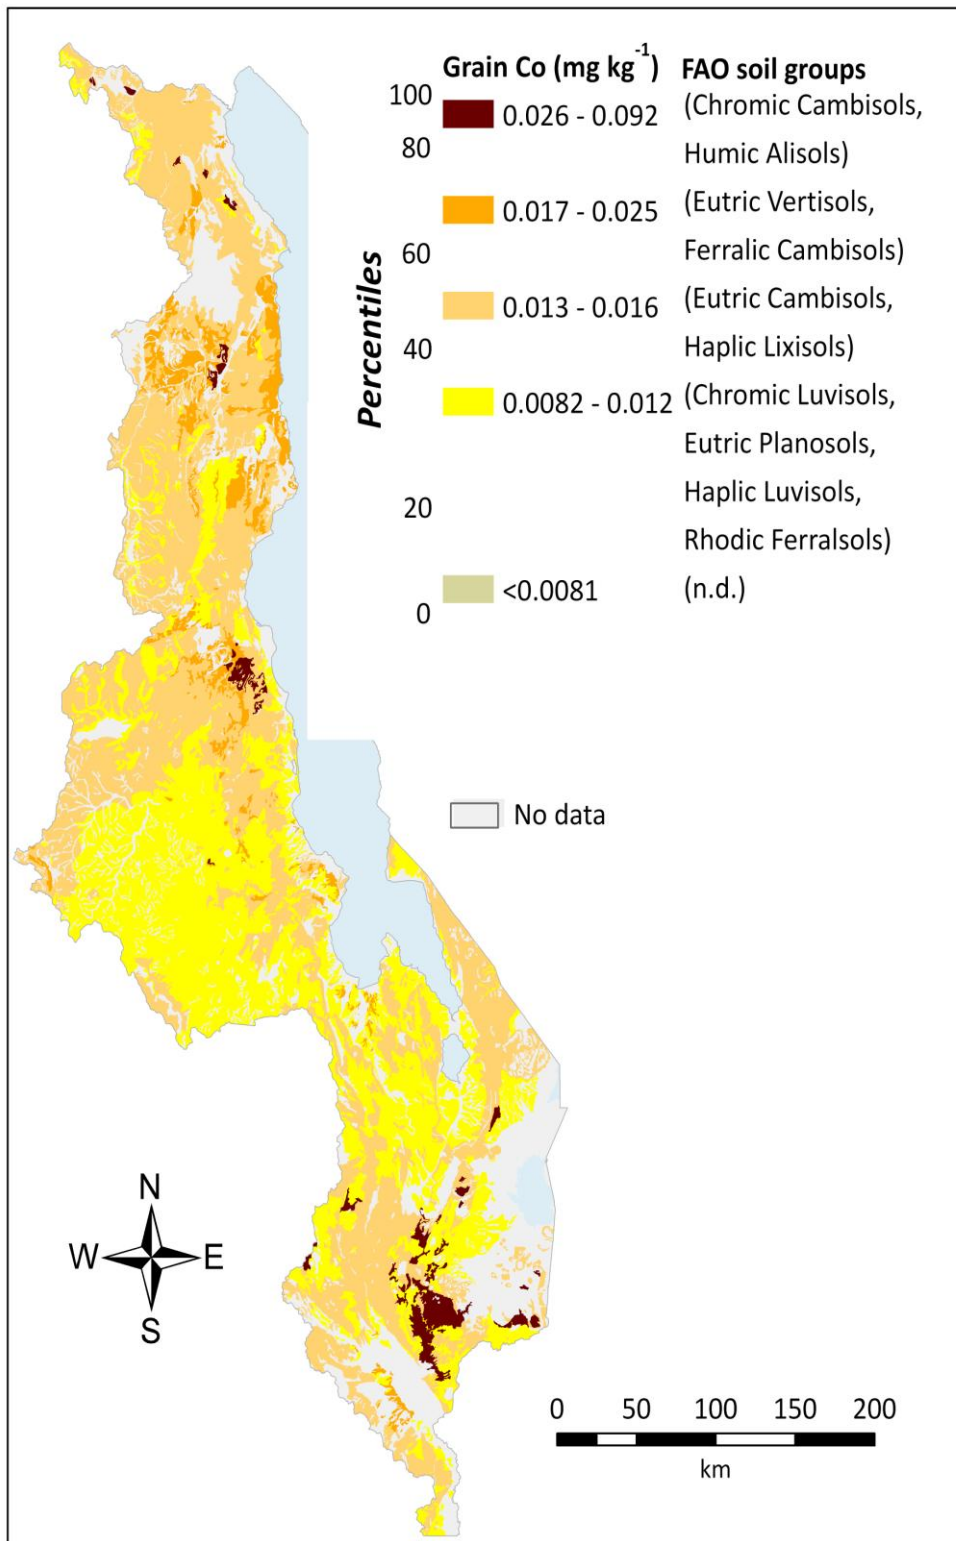 Grain Co (mg kg-1) FAO soil groups
100
0.026 - 0.092 (Chromic Cambisols,
80
Humic Alisols)
0.017 - 0.025 (Eutric Vertisols,
60
Ferralic Cambisols)
0.013 - 0.016 (Eutric Cambisols,
40
Haplic Lixisols)
Percentiles
0.0082 - 0.012 (Chromic Luvisols,
Eutric Planosols,
Haplic Luvisols,
20
Rhodic Ferralsols)
<0.0081 (n.d.)
0
No data
N
W E
S
0 50 100 150 200
km